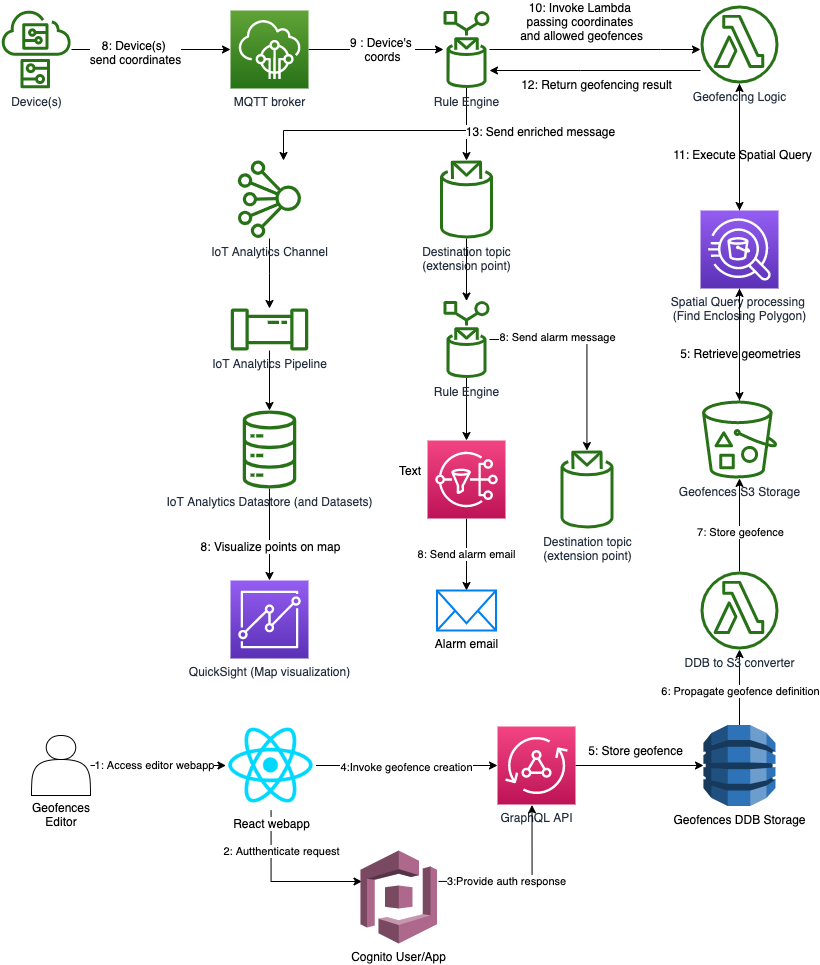 10: Invoke Lambda
passing coordinates
and allowed geofences
8: Device(s)
send coordinates
9 : Device's
coords
12: Return geofencing result
Device(s)
MQTT broker
Rule Engine
Geofencing Logic
13: Send enriched message
11: Execute Spatial Query
IoT Analytics Channel
Destination topic
(extension point)
Spatial Query processing
(Find Enclosing Polygon)
8: Send alarm message
5: Retrieve geometries
IoT Analytics Pipeline
Rule Engine
Text
IoT Analytics Datastore (and Datasets)
Geofences S3 Storage
7: Store geofence
Destination topic
(extension point)
8: Visualize points on map
8: Send alarm email
Alarm email
QuickSight (Map visualization)
DDB to S3 converter
6: Propagate geofence definition
1: Access editor webapp
4:Invoke geofence creation
5: Store geofence
Geofences
Editor
React webapp
GraphQL API
Geofences DDB Storage
2: Autthenticate request
3:Provide auth response
Cognito User/App